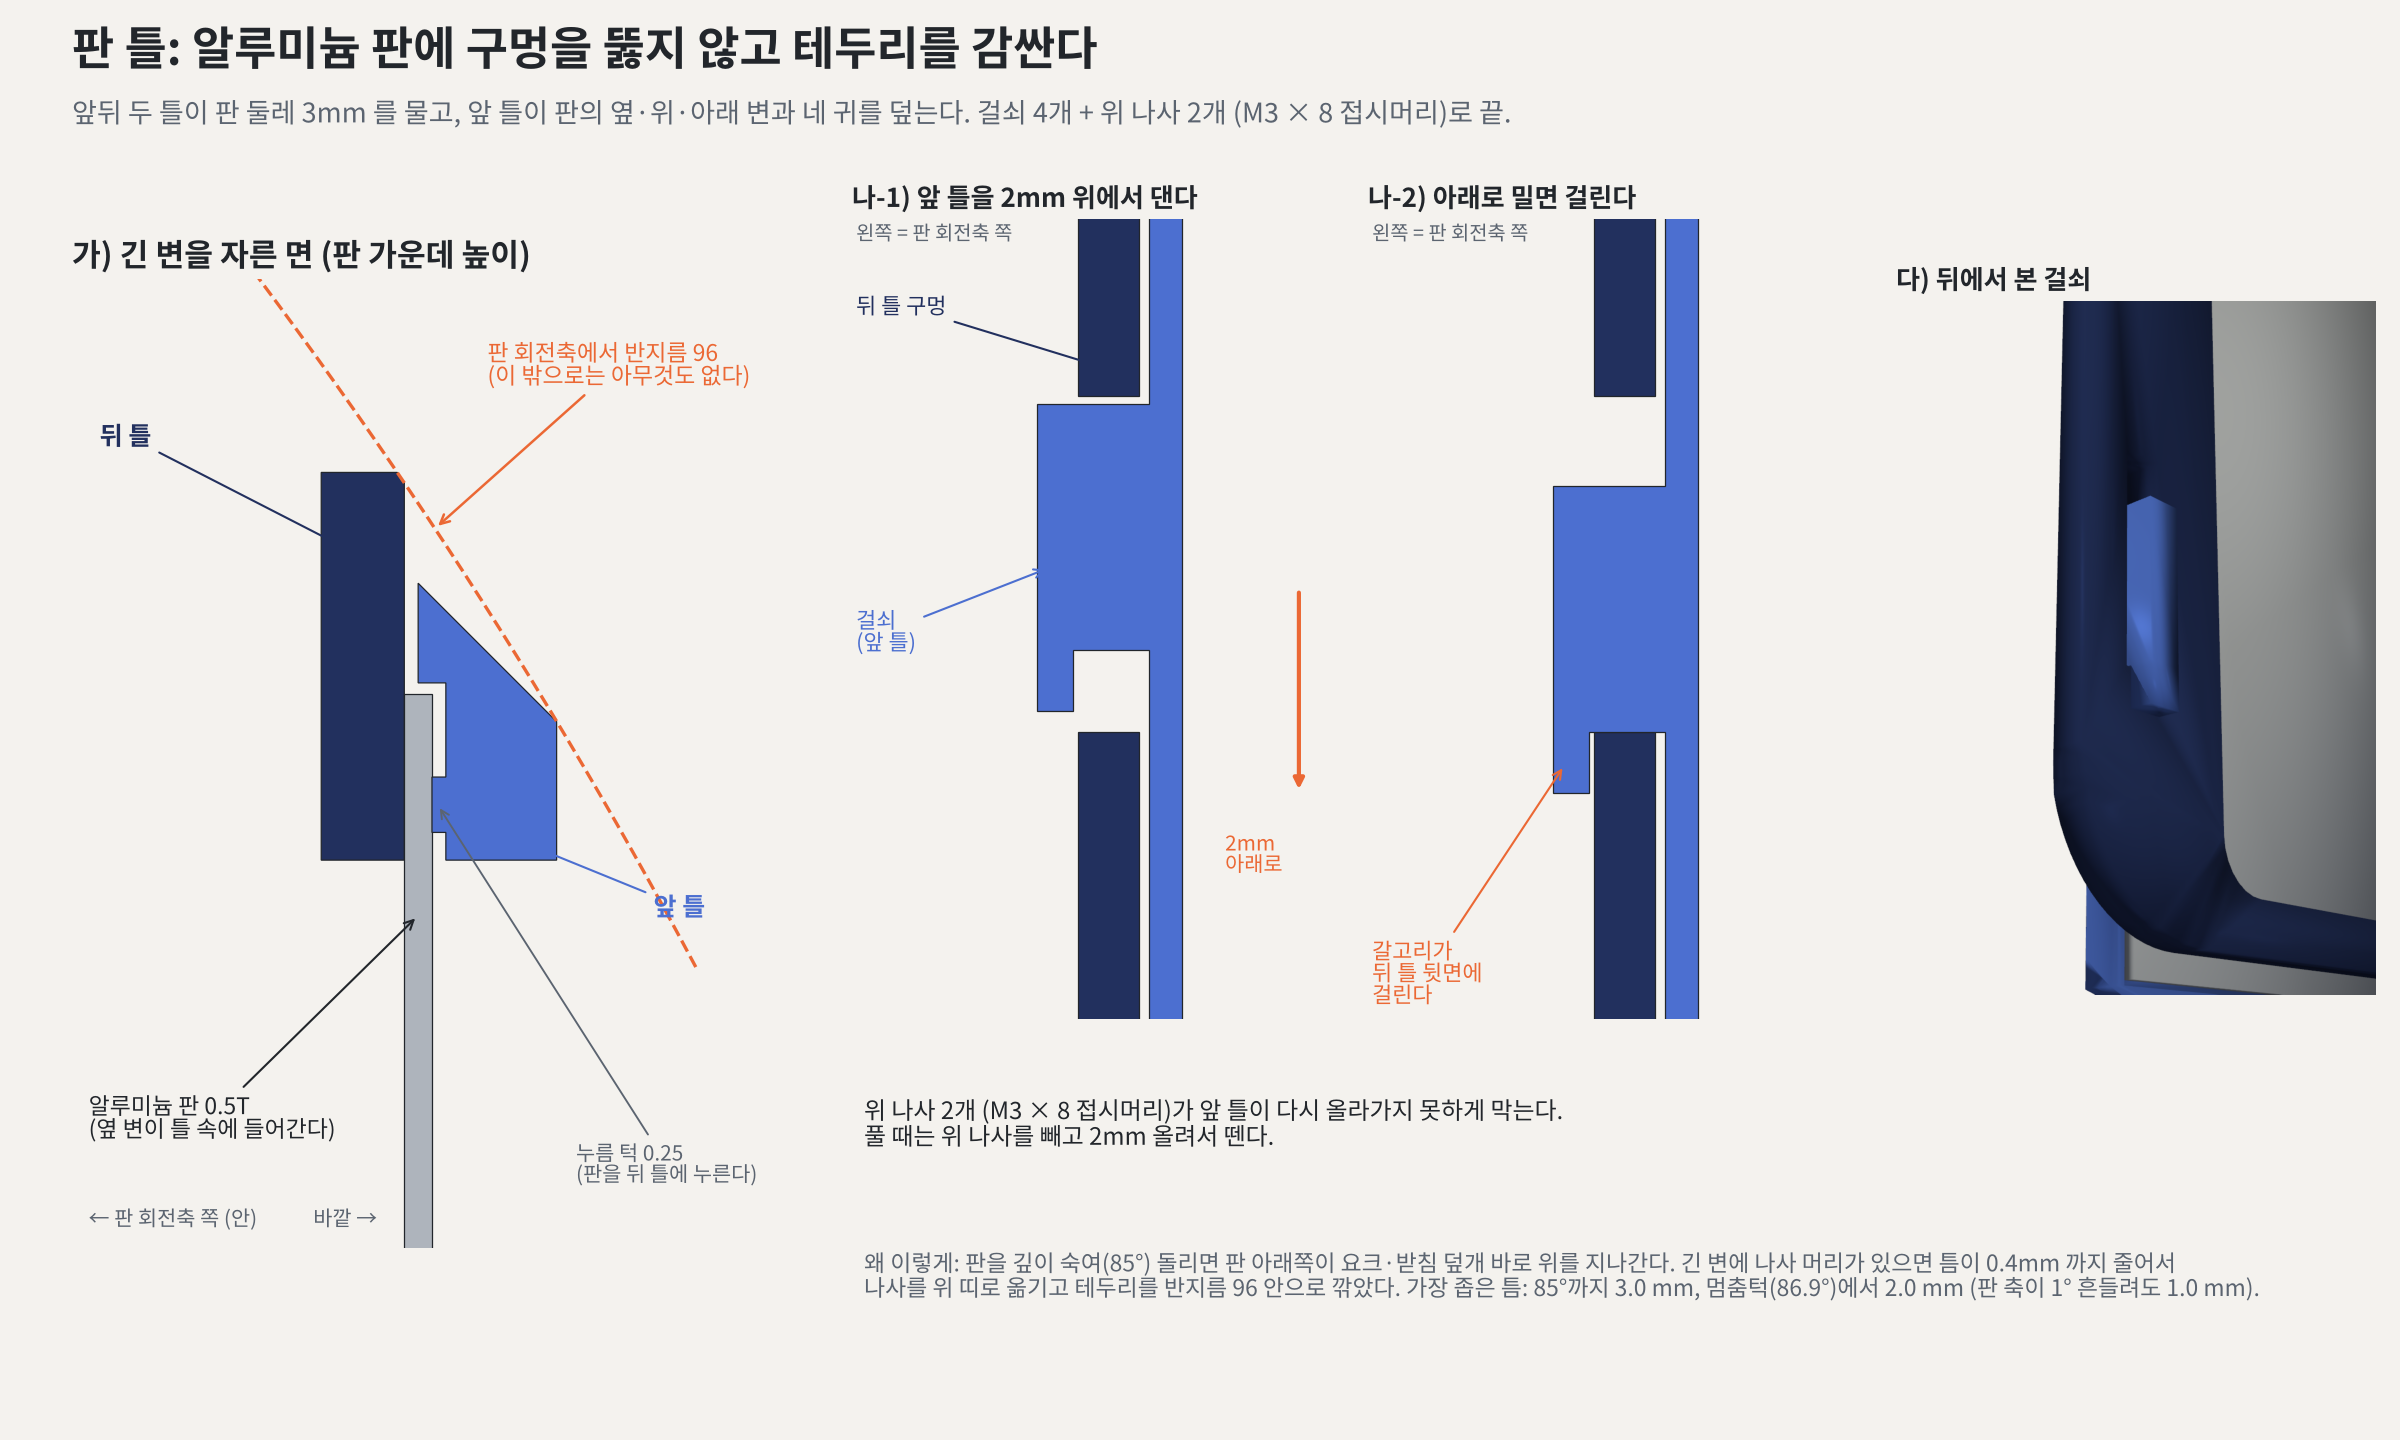 판 틀: 알루미늄 판에 구멍을 뚫지 않고 테두리를 감싼다
앞뒤 두 틀이 판 둘레 3mm 를 물고, 앞 틀이 판의 옆·위·아래 변과 네 귀를 덮는다. 걸쇠 4개 + 위 나사 2개 (M3 × 8 접시머리)로 끝.
가) 긴 변을 자른 면 (판 가운데 높이)
판 회전축에서 반지름 96
(이 밖으로는 아무것도 없다)
뒤 틀
앞 틀
알루미늄 판 0.5T
(옆 변이 틀 속에 들어간다)
누름 턱 0.25
(판을 뒤 틀에 누른다)
← 판 회전축 쪽 (안)
바깥 →
나-1) 앞 틀을 2mm 위에서 댄다
왼쪽 = 판 회전축 쪽
뒤 틀 구멍
걸쇠
(앞 틀)
2mm
아래로
나-2) 아래로 밀면 걸린다
왼쪽 = 판 회전축 쪽
갈고리가
뒤 틀 뒷면에
걸린다
다) 뒤에서 본 걸쇠
위 나사 2개 (M3 × 8 접시머리)가 앞 틀이 다시 올라가지 못하게 막는다.
풀 때는 위 나사를 빼고 2mm 올려서 뗀다.
왜 이렇게: 판을 깊이 숙여(85°) 돌리면 판 아래쪽이 요크·받침 덮개 바로 위를 지나간다. 긴 변에 나사 머리가 있으면 틈이 0.4mm 까지 줄어서
나사를 위 띠로 옮기고 테두리를 반지름 96 안으로 깎았다. 가장 좁은 틈: 85°까지 3.0 mm, 멈춤턱(86.9°)에서 2.0 mm (판 축이 1° 흔들려도 1.0 mm).